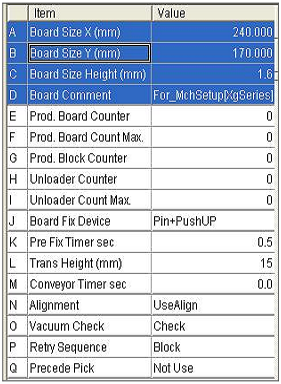 Item Value
A Board Size X (mm) 240.000
B Board Size Y (mm) 170.000
C Board Size Height (mm) 1.6
D Board Comment For_MchSetup[XgSeries]
E Prod. Board Counter 0
F Prod. Board Count Max. 0
G Prod. Block Counter 0
H Unloader Counter 0
I Unloader Count Max. 0
J Board Fix Device Pin+PushUP
K Pre Fix Timer sec 0.5
L Trans Height (mm) 15
M Conveyor Timer sec 0.0
N Alignment UseAlign
O Vacuum Check Check
P Retry Sequence Block
Q Precede Pick Not Use